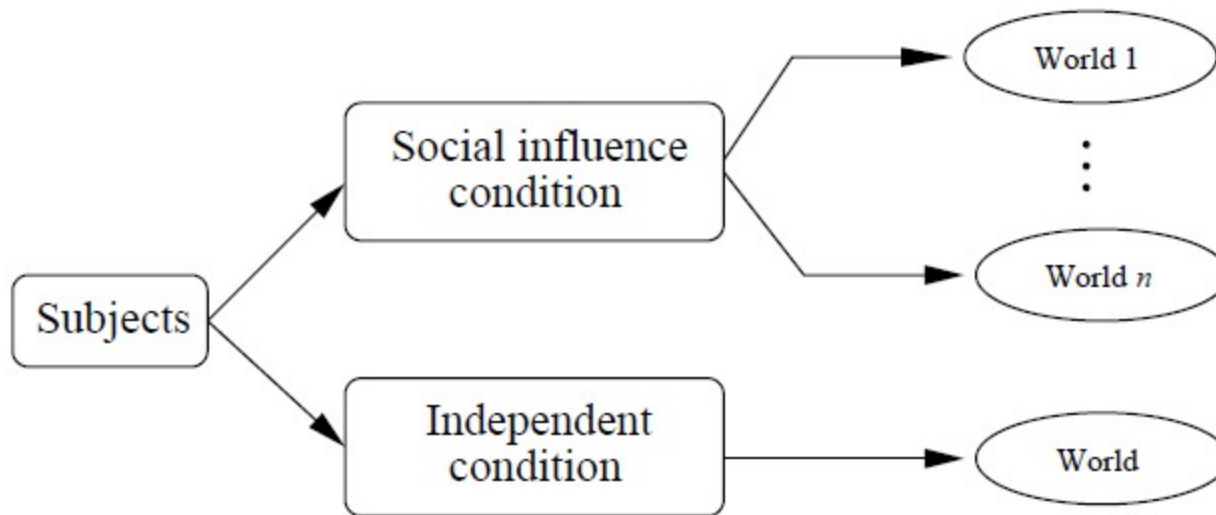 World 1
Social influence
condition
World n
Subjects
Independent
condition
World